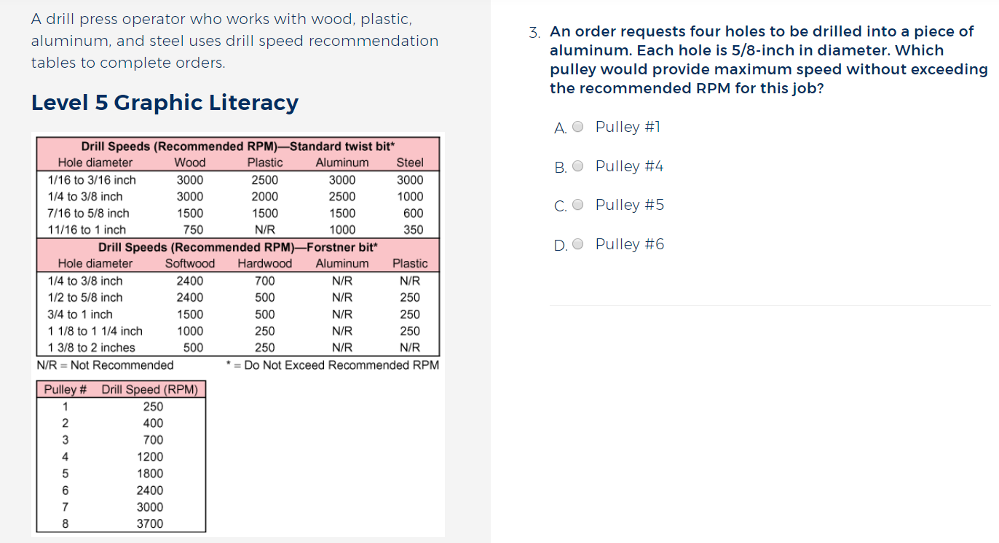 A drill press operator who works with wood, plastic,
aluminum, and steel uses drill speed recommendation
tables to complete orders.
Level 5 Graphic Literacy
Drill Speeds (Recommended RPM)—Standard twist bit*
Hole diameter Wood Plastic Aluminum Steel
1/16 to 3/16 inch 3000 2500 3000 3000
1/4 to 3/8 inch 3000 2000 2500 1000
7/16 to 5/8 inch 1500 1500 1500 600
11/16 to 1 inch 750 N/R 1000 350
Drill Speeds (Recommended RPM)—Forstner bit*
Hole diameter Softwood Hardwood Aluminum Plastic
1/4 to 3/8 inch 2400 700 N/R N/R
1/2 to 5/8 inch 2400 500 N/R 250
3/4 to 1 inch 1500 500 N/R 250
1 1/8 to 1 1/4 inch 1000 250 N/R 250
1 3/8 to 2 inches 500 250 N/R N/R
N/R = Not Recommended * = Do Not Exceed Recommended RPM
Pulley # Drill Speed (RPM)
1 250
2 400
3 700
4 1200
5 1800
6 2400
7 3000
8 3700
3. An order requests four holes to be drilled into a piece of
aluminum. Each hole is 5/8-inch in diameter. Which
pulley would provide maximum speed without exceeding
the recommended RPM for this job?
A. Pulley #1
B. Pulley #4
C. Pulley #5
D. Pulley #6